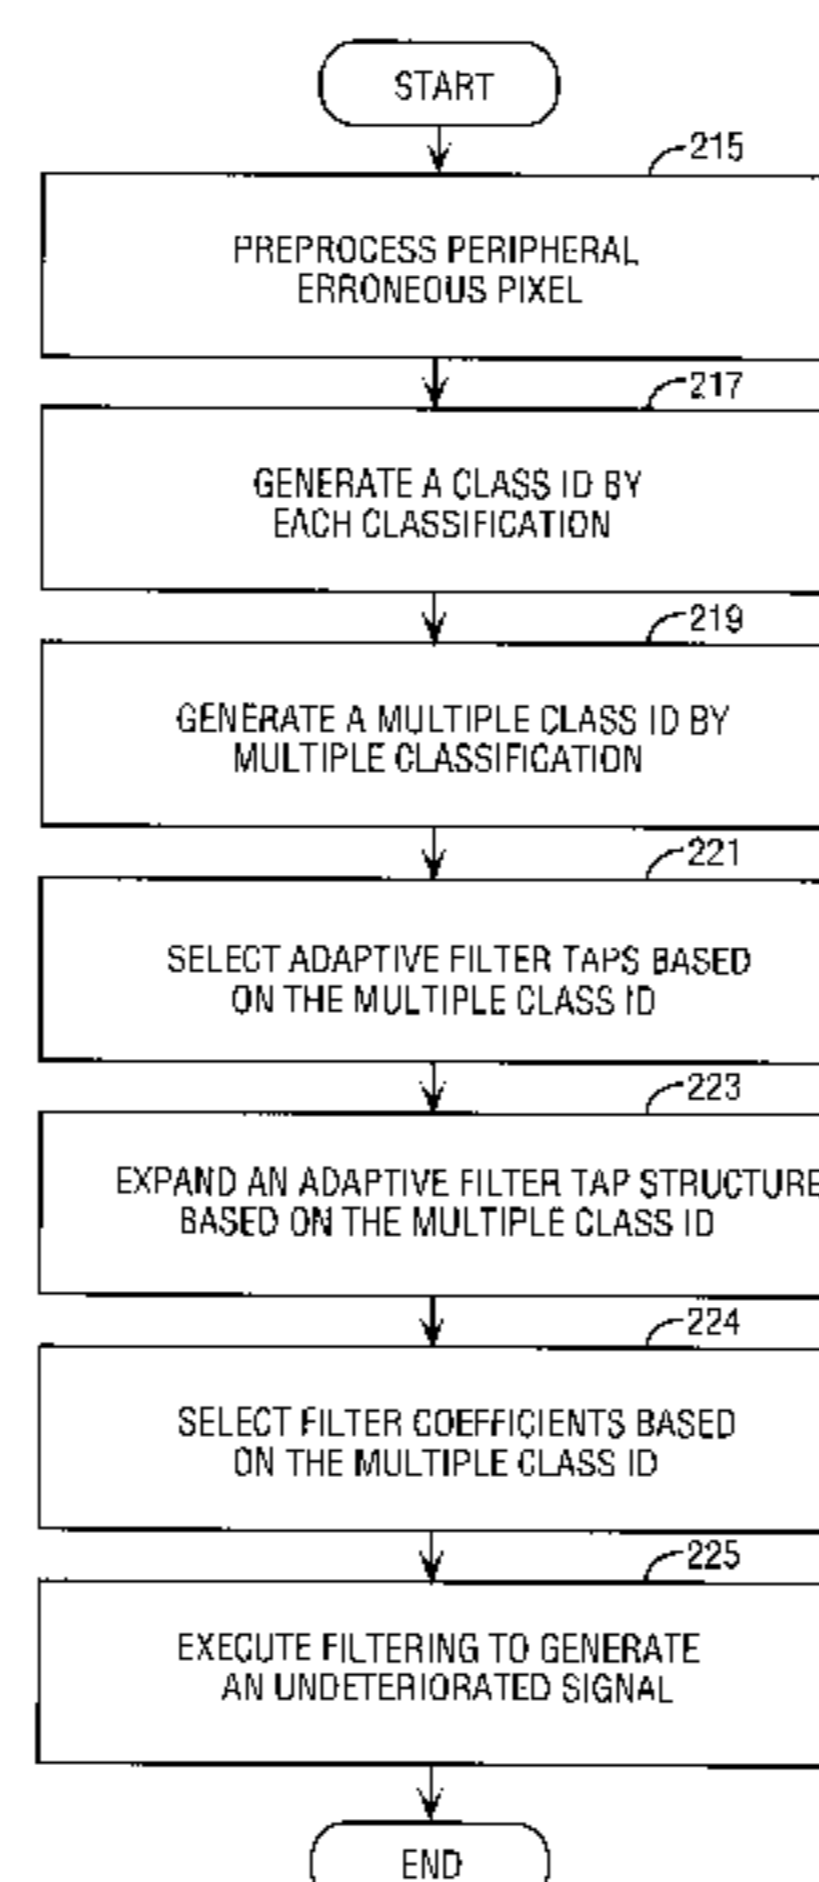 START
215
PREPROCESS PERIPHERAL
ERRONEOUS PIXEL
217
GENERATE A CLASS ID BY
EACH CLASSIFICATION
219
GENERATE A MULTIPLE CLASS ID BY
MULTIPLE CLASSIFICATION
221
SELECT ADAPTIVE FILTER TAPS BASED
ON THE MULTIPLE CLASS ID
223
EXPAND AN ADAPTIVE FILTER TAP STRUCTURE
BASED ON THE MULTIPLE CLASS ID
224
SELECT FILTER COEFFICIENTS BASED
ON THE MULTIPLE CLASS ID
225
EXECUTE FILTERING TO GENERATE
AN UNDETERIORATED SIGNAL
END